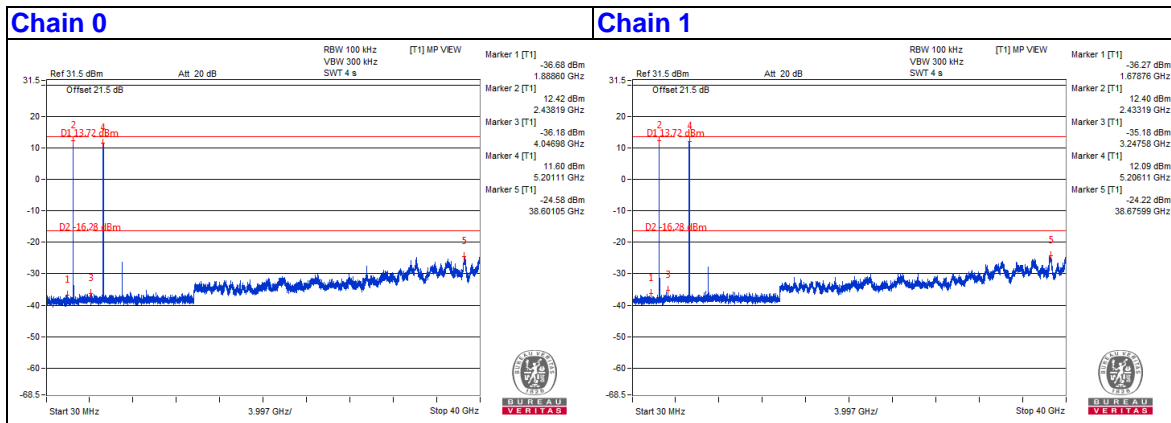 Chain 0
RBW 100 kHz [T1] MP VIEW
VBW 300 kHz
Ref 31.5 dBm Att 20 dB SWT 4 s
Offset 21.5 dB
Marker 1 [T1]
-36.68 dBm
1.88860 GHz
Marker 2 [T1]
12.42 dBm
2.43819 GHz
Marker 3 [T1]
-36.18 dBm
4.04698 GHz
Marker 4 [T1]
11.60 dBm
5.20111 GHz
Marker 5 [T1]
-24.58 dBm
38.60105 GHz
31.5
20
10
0
-10
-20
-30
-40
-50
-60
-68.5
2
4
D1 13.72 dBm
D2 -16.28 dBm
1
3
5
Start 30 MHz 3.997 GHz/ Stop 40 GHz
BUREAU VERITAS
1828
BUREAU
VERITAS
Chain 1
RBW 100 kHz [T1] MP VIEW
VBW 300 kHz
Ref 31.5 dBm Att 20 dB SWT 4 s
Offset 21.5 dB
Marker 1 [T1]
-36.27 dBm
1.67876 GHz
Marker 2 [T1]
12.40 dBm
2.43319 GHz
Marker 3 [T1]
-35.18 dBm
3.24758 GHz
Marker 4 [T1]
12.09 dBm
5.20611 GHz
Marker 5 [T1]
-24.22 dBm
38.67599 GHz
31.5
20
10
0
-10
-20
-30
-40
-50
-60
-68.5
2
4
D1 13.72 dBm
D2 -16.28 dBm
1
3
5
Start 30 MHz 3.997 GHz/ Stop 40 GHz
BUREAU VERITAS
1828
BUREAU
VERITAS